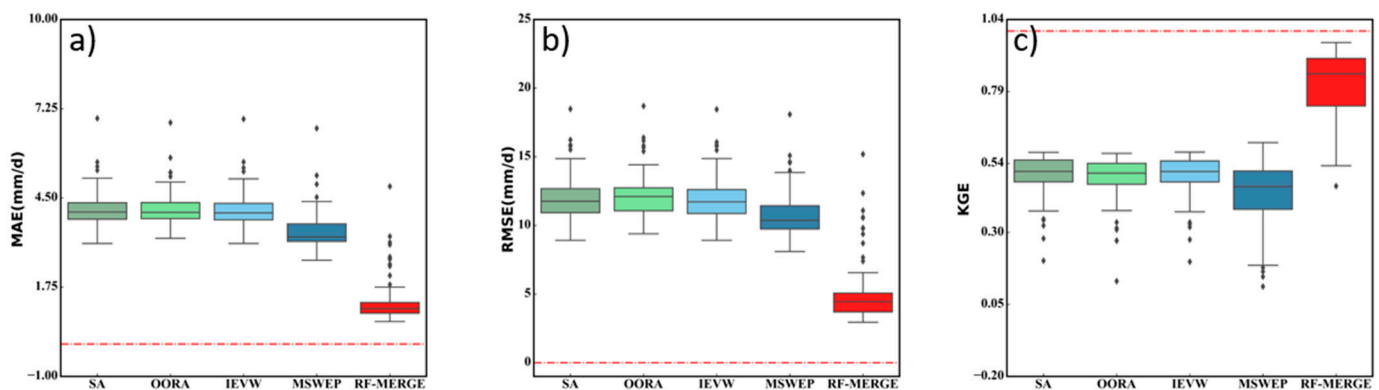 a)
MAE(mm/d)
10.00
7.25
4.50
1.75
−1.00
SA OORA IEVW MSWEP RF-MERGE
b)
RMSE(mm/d)
25
20
15
10
5
0
SA OORA IEVW MSWEP RF-MERGE
c)
KGE
1.04
0.79
0.54
0.30
0.05
−0.20
SA OORA IEVW MSWEP RF-MERGE